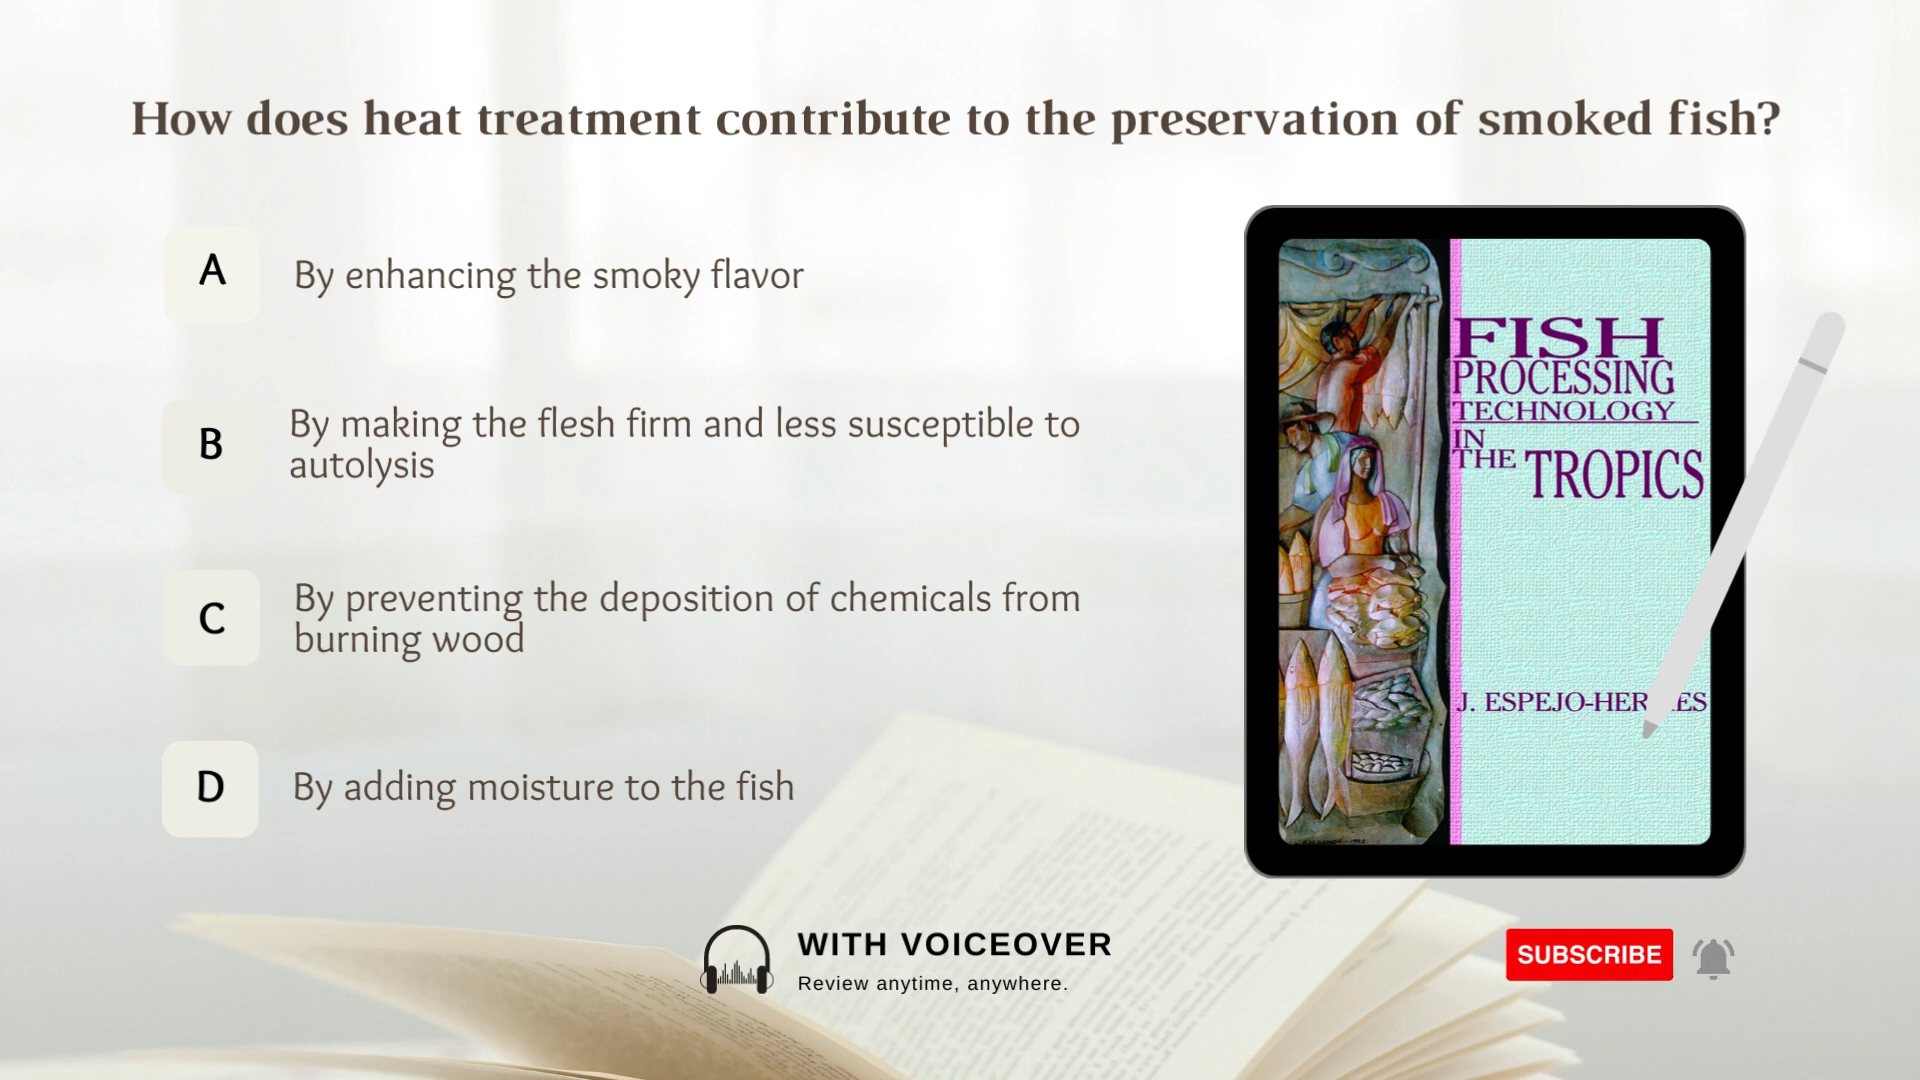 How does heat treatment contribute to the preservation of smoked fish?
A
By enhancing the smoky flavor
B
By making the flesh firm and less susceptible to
autolysis
C
By preventing the deposition of chemicals from
burning wood
D
By adding moisture to the fish
FISH
PROCESSING
TECHNOLOGY
IN
THE TROPICS
J.
WITH VOICEOVER
Review anytime, anywhere.
SUBSCRIBE